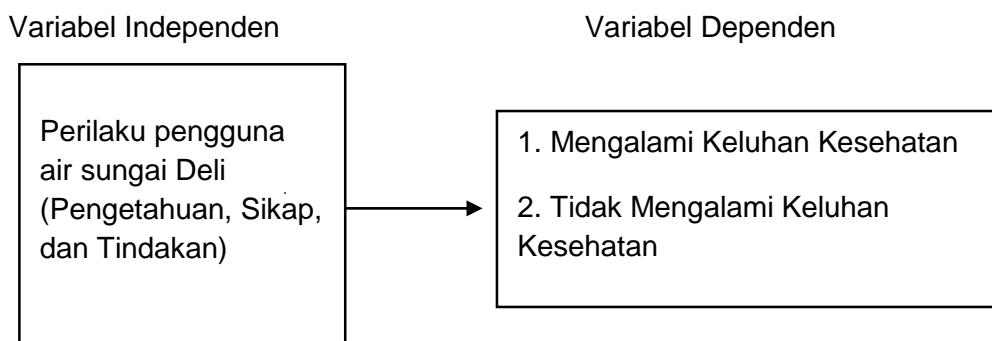 Variabel Independen
Variabel Dependen
Perilaku pengguna
air sungai Deli
(Pengetahuan, Sikap,
dan Tindakan)
1. Mengalami Keluhan Kesehatan
2. Tidak Mengalami Keluhan
Kesehatan